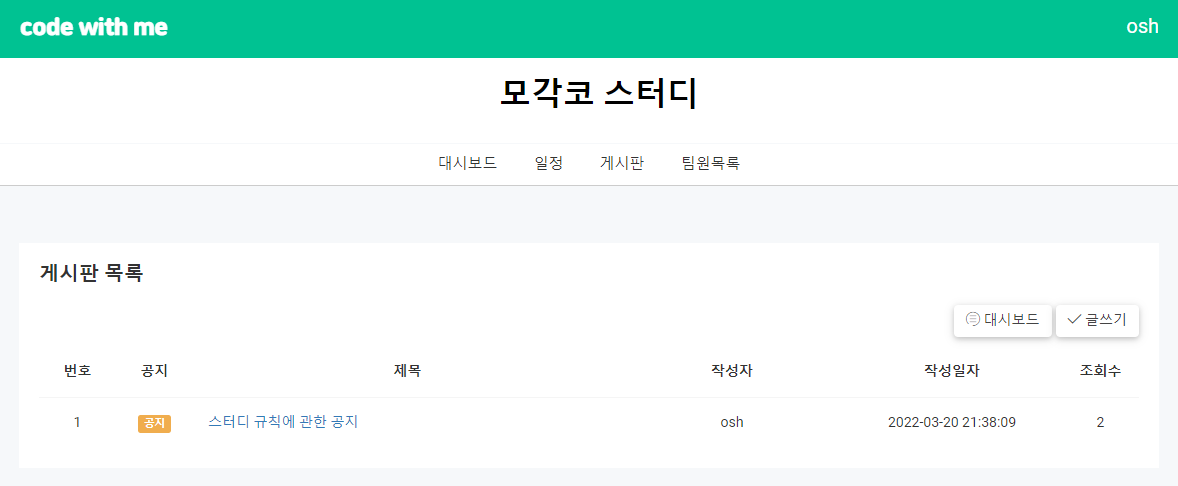 code with me osh
모각코 스터디
대시보드 일정 게시판 팀원목록
게시판 목록
대시보드 글쓰기
번호 공지 제목 작성자 작성일자 조회수
1 공지 스터디 규칙에 관한 공지 osh 2022-03-20 21:38:09 2